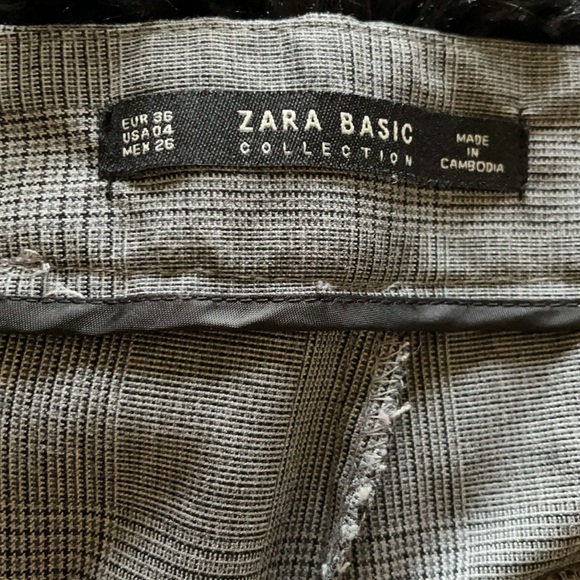 EUR 36
USA 04
MEX 26
ZARA BASIC
COLLECTION
MADE
IN
CAMBODIA